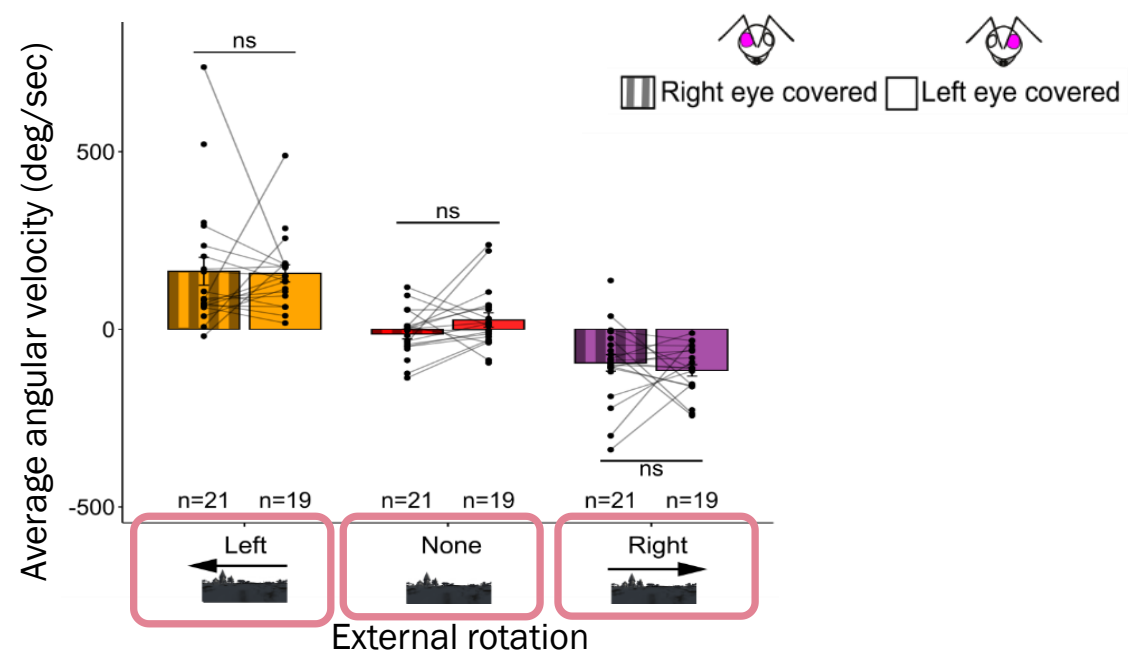 Average angular velocity (deg/sec)
500
0
-500
ns
ns
ns
Right eye covered
Left eye covered
n=21 n=19
n=21 n=19
n=21 n=19
Left
None
Right
External rotation